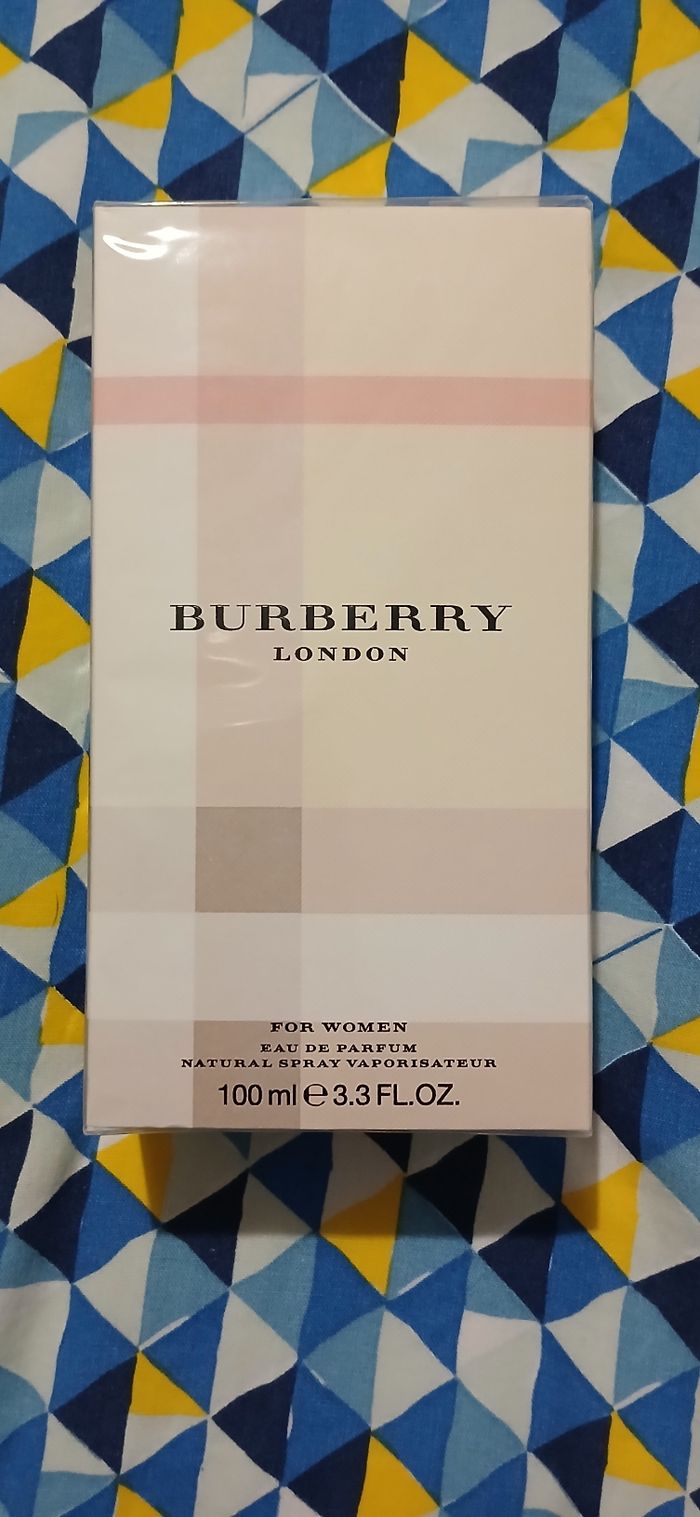 BURBERRY
LONDON
FOR WOMEN
EAU DE PARFUM
NATURAL SPRAY VAPORISATEUR
100 ml ℮ 3.3 FL.OZ.